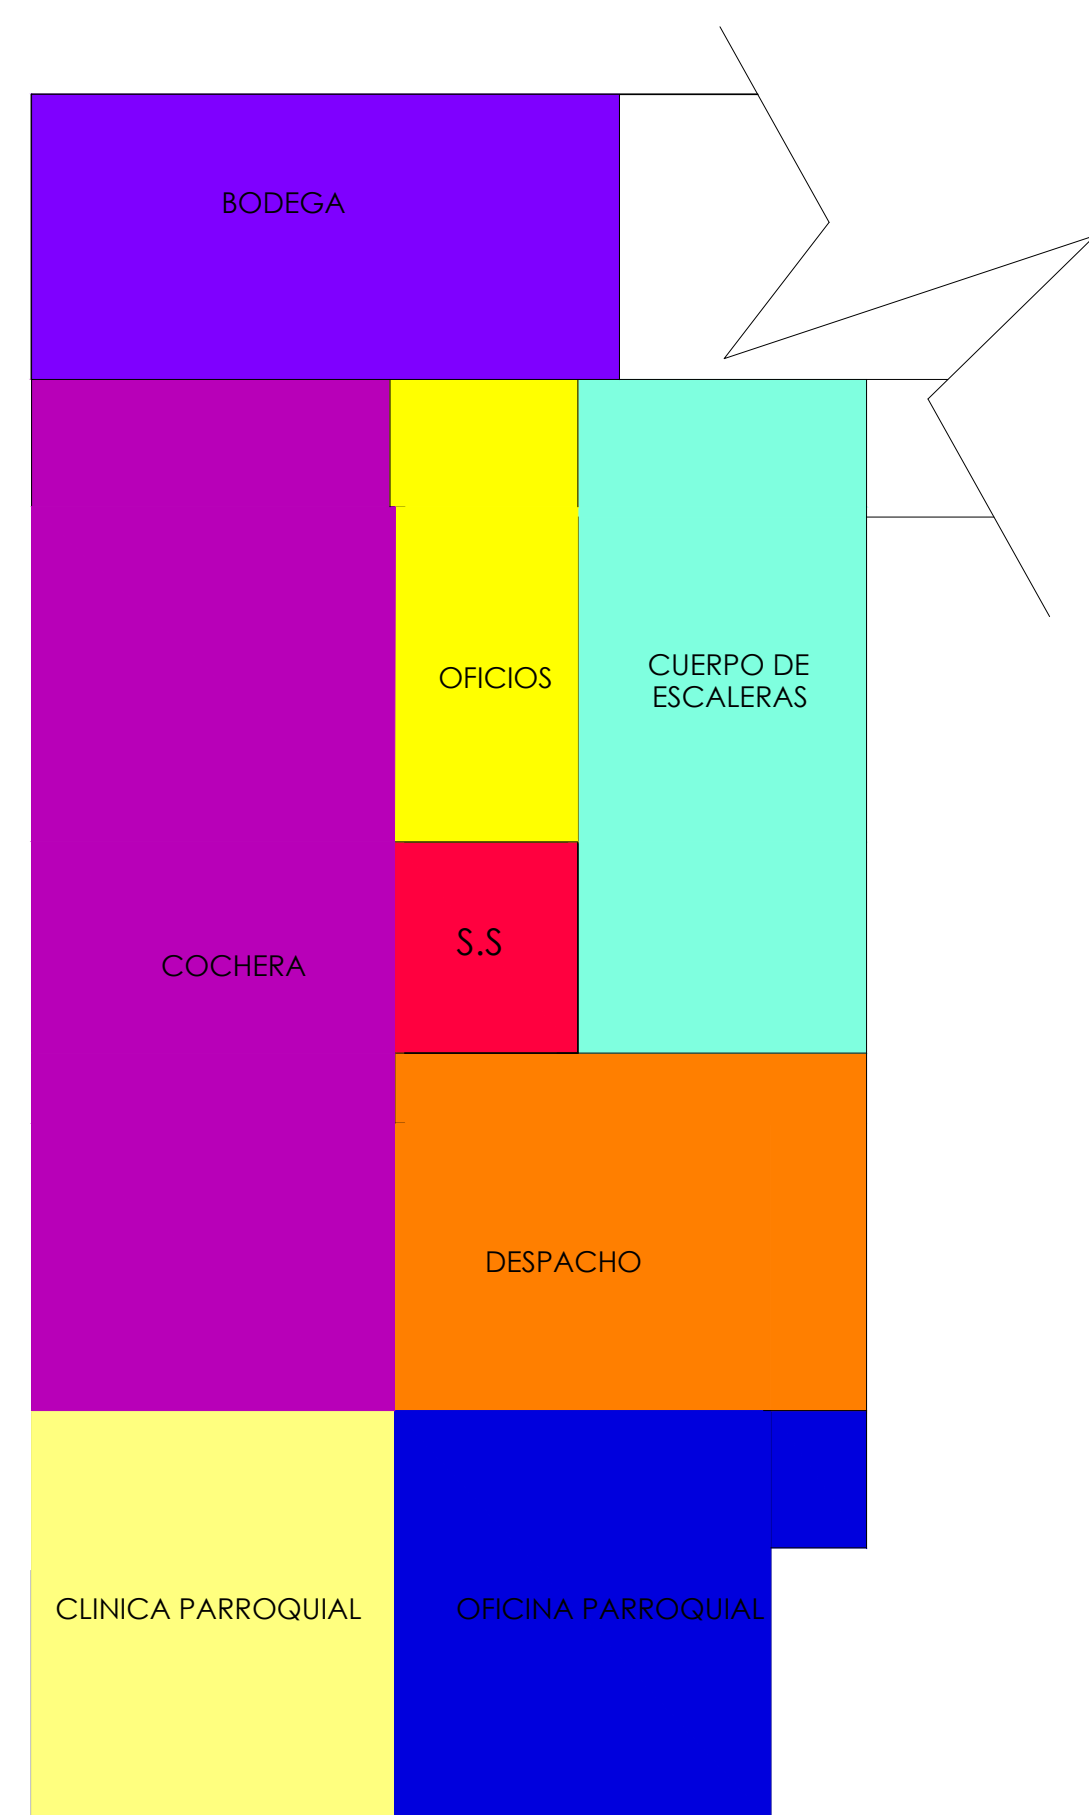 BODEGA
OFICIOS
CUERPO DE
ESCALERAS
S.S
COCHERA
DESPACHO
CLINICA PARROQUIAL
OFICINA PARROQUIAL